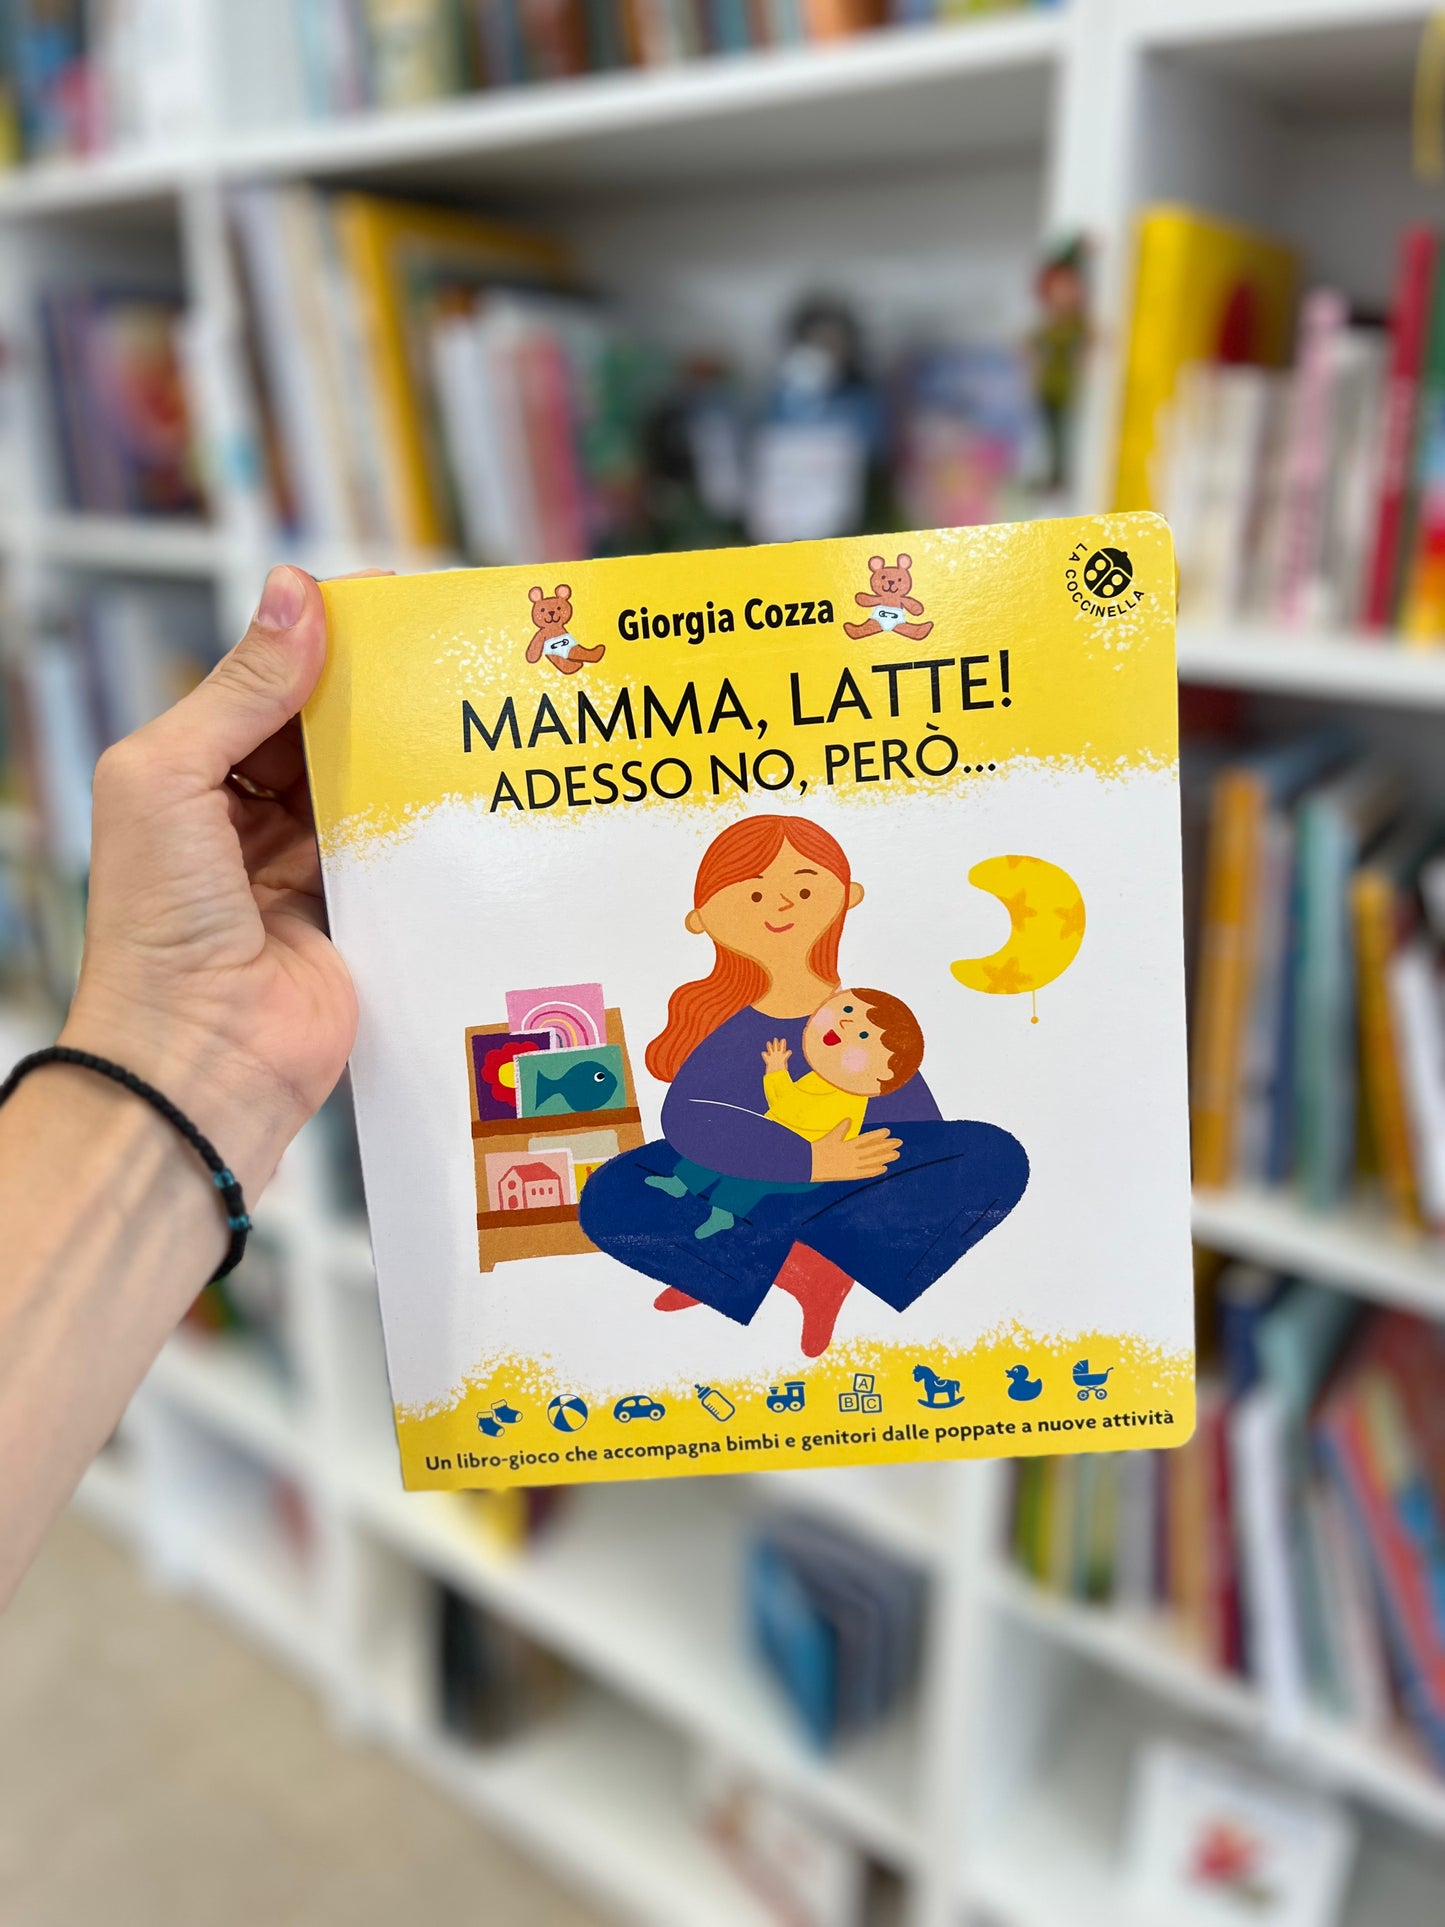 Giorgia Cozza
LA COCCINELLA
MAMMA, LATTE!
ADESSO NO, PERÒ...
A
B C
Un libro-gioco che accompagna bimbi e genitori dalle poppate a nuove attività